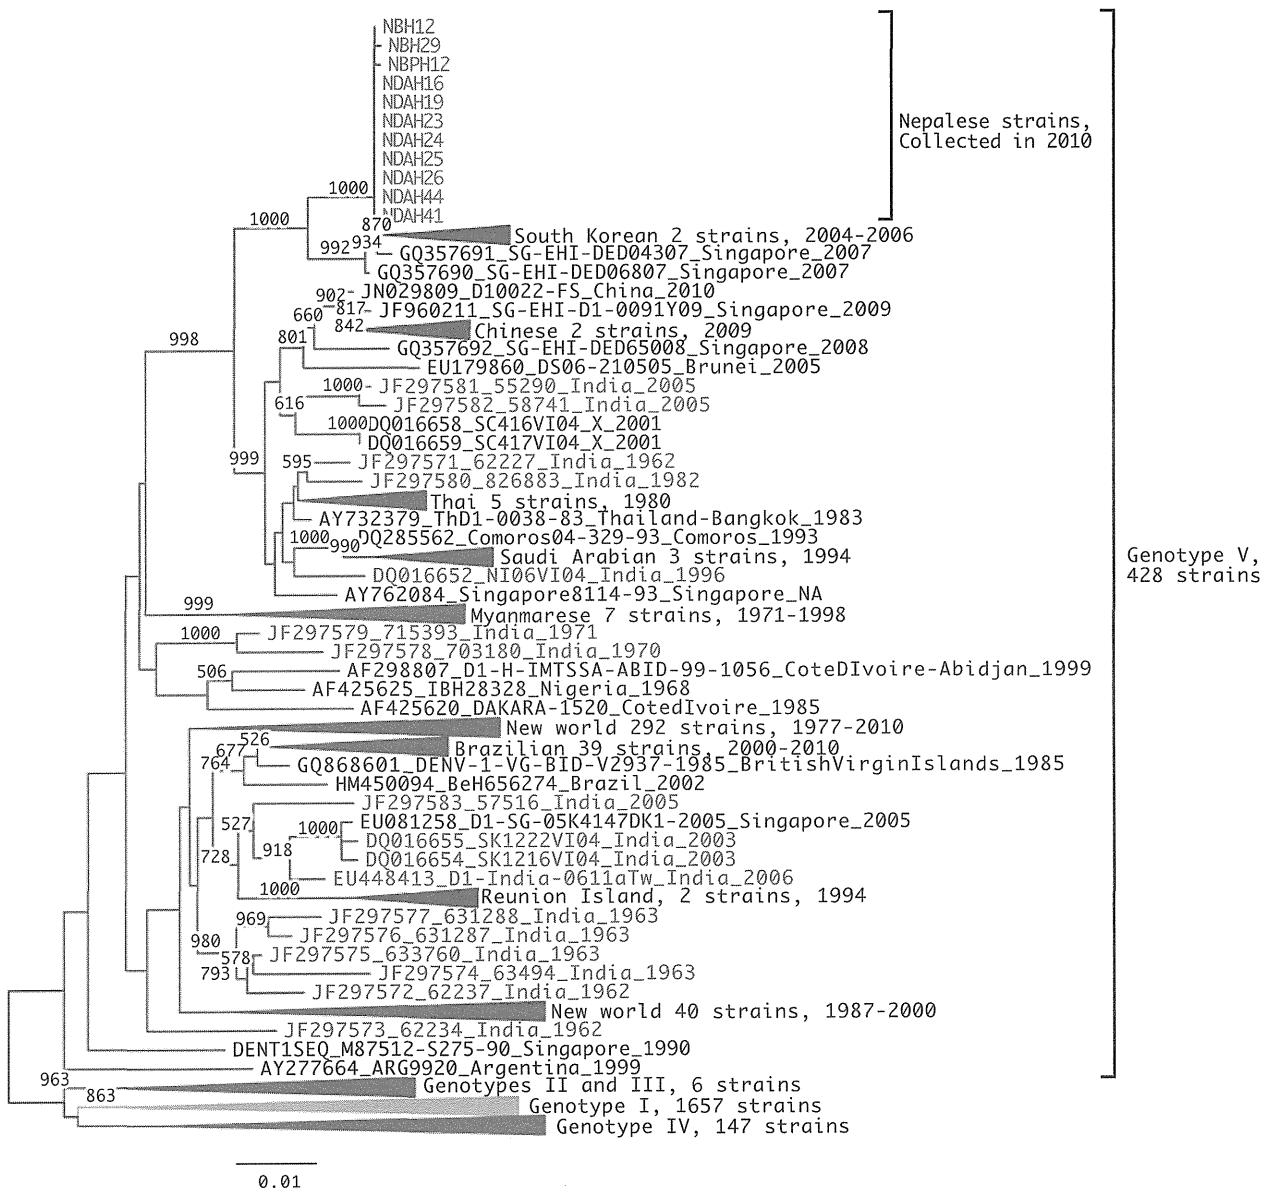 NBH12
NBH29
NBPH12
NDAH16
NDAH19
NDAH23
NDAH24
NDAH25
NDAH26
NDAH44
NDAH41
Nepalese strains,
Collected in 2010
1000
1000
870
South Korean 2 strains, 2004-2006
992
934
GQ357691_SG-EHI-DED04307_Singapore_2007
GQ357690_SG-EHI-DED06807_Singapore_2007
902
JN029809_D10022-FS_China_2010
817
JF960211_SG-EHI-D1-0091Y09_Singapore_2009
660
842
Chinese 2 strains, 2009
998
801
GQ357692_SG-EHI-DED65008_Singapore_2008
EU179860_DS06-210505_Brunei_2005
1000
JF297581_55290_India_2005
616
JF297582_58741_India_2005
1000
DQ016658_SC416VI04_X_2001
DQ016659_SC417VI04_X_2001
999
595
JF297571_62227_India_1962
JF297580_826883_India_1982
Thai 5 strains, 1980
AY732379_ThD1-0038-83_Thailand-Bangkok_1983
1000
990
DQ285562_Comoros04-329-93_Comoros_1993
Saudi Arabian 3 strains, 1994
DQ016652_NI06VI04_India_1996
AY762084_Singapore8114-93_Singapore_NA
Genotype V,
428 strains
999
Myanmarese 7 strains, 1971-1998
1000
JF297579_715393_India_1971
JF297578_703180_India_1970
506
AF298807_D1-H-IMTSSA-ABID-99-1056_CoteDIvoire-Abidjan_1999
AF425625_IBH28328_Nigeria_1968
AF425620_DAKARA-1520_CotedIvoire_1985
New world 292 strains, 1977-2010
526
677
Brazilian 39 strains, 2000-2010
764
GQ868601_DENV-1-VG-BID-V2937-1985_BritishVirginIslands_1985
HM450094_BeH656274_Brazil_2002
JF297583_57516_India_2005
527
1000
EU081258_D1-SG-05K4147DK1-2005_Singapore_2005
DQ016655_SK1222VI04_India_2003
728
918
DQ016654_SK1216VI04_India_2003
EU448413_D1-India-0611aTw_India_2006
1000
Reunion Island, 2 strains, 1994
969
JF297577_631288_India_1963
JF297576_631287_India_1963
980
578
JF297575_633760_India_1963
793
JF297574_63494_India_1963
JF297572_62237_India_1962
New world 40 strains, 1987-2000
JF297573_62234_India_1962
DENT1SEQ_M87512-S275-90_Singapore_1990
AY277664_ARG9920_Argentina_1999
963
Genotypes II and III, 6 strains
863
Genotype I, 1657 strains
Genotype IV, 147 strains
0.01